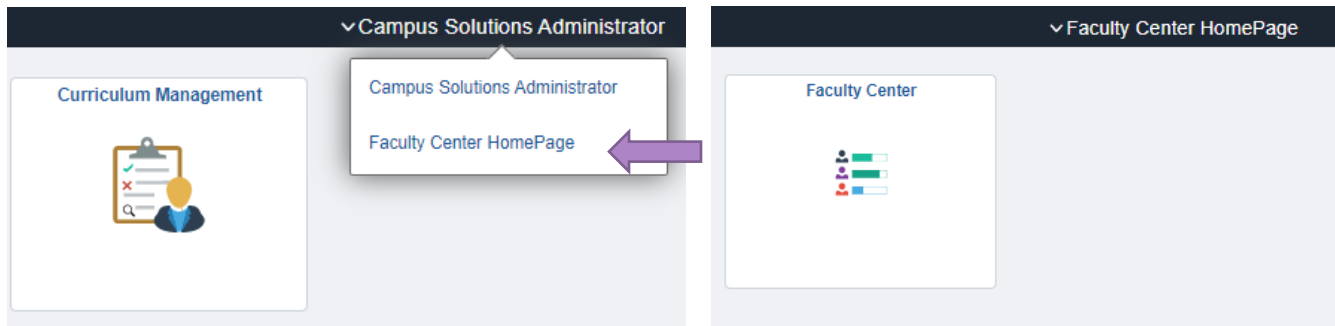 Campus Solutions Administrator
Curriculum Management
Campus Solutions Administrator
Faculty Center HomePage
Faculty Center HomePage
Faculty Center